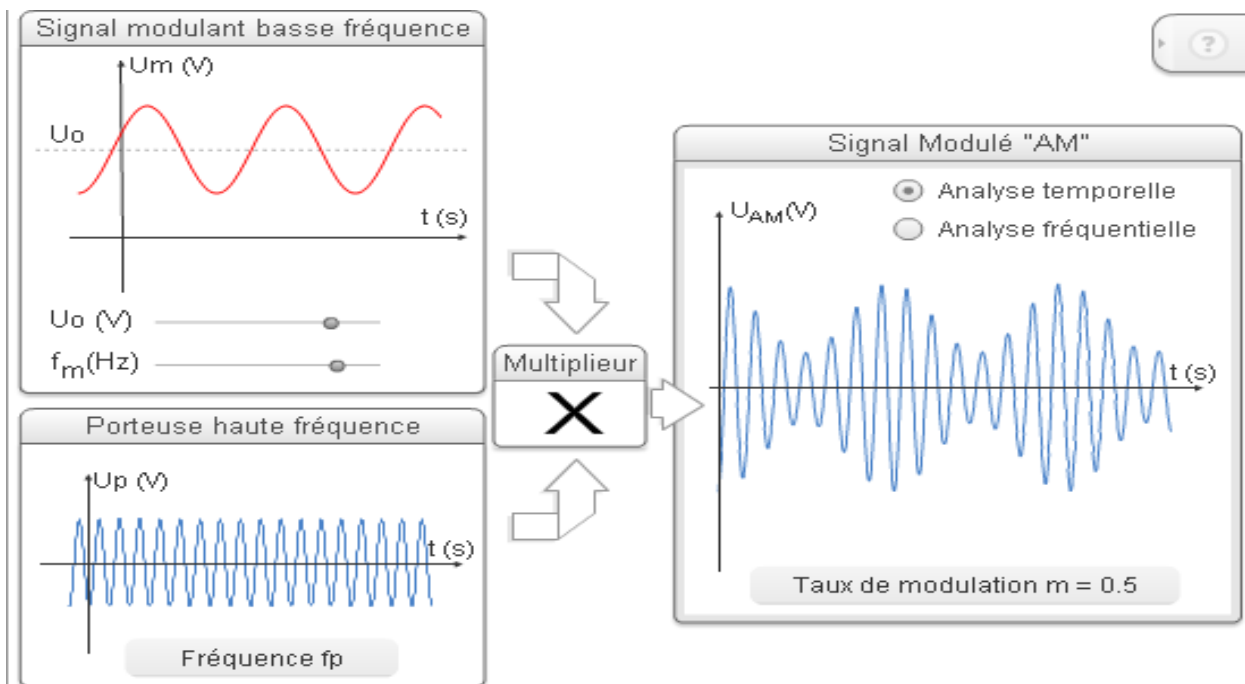 Signal modulant basse fréquence
Um (V)
Uo
t (s)
Uo (V)
fm(Hz)
Porteuse haute fréquence
Up (V)
t (s)
Fréquence fp
Multiplieur
X
?
Signal Modulé "AM"
Analyse temporelle
Analyse fréquentielle
UAM(V)
t (s)
Taux de modulation m = 0.5